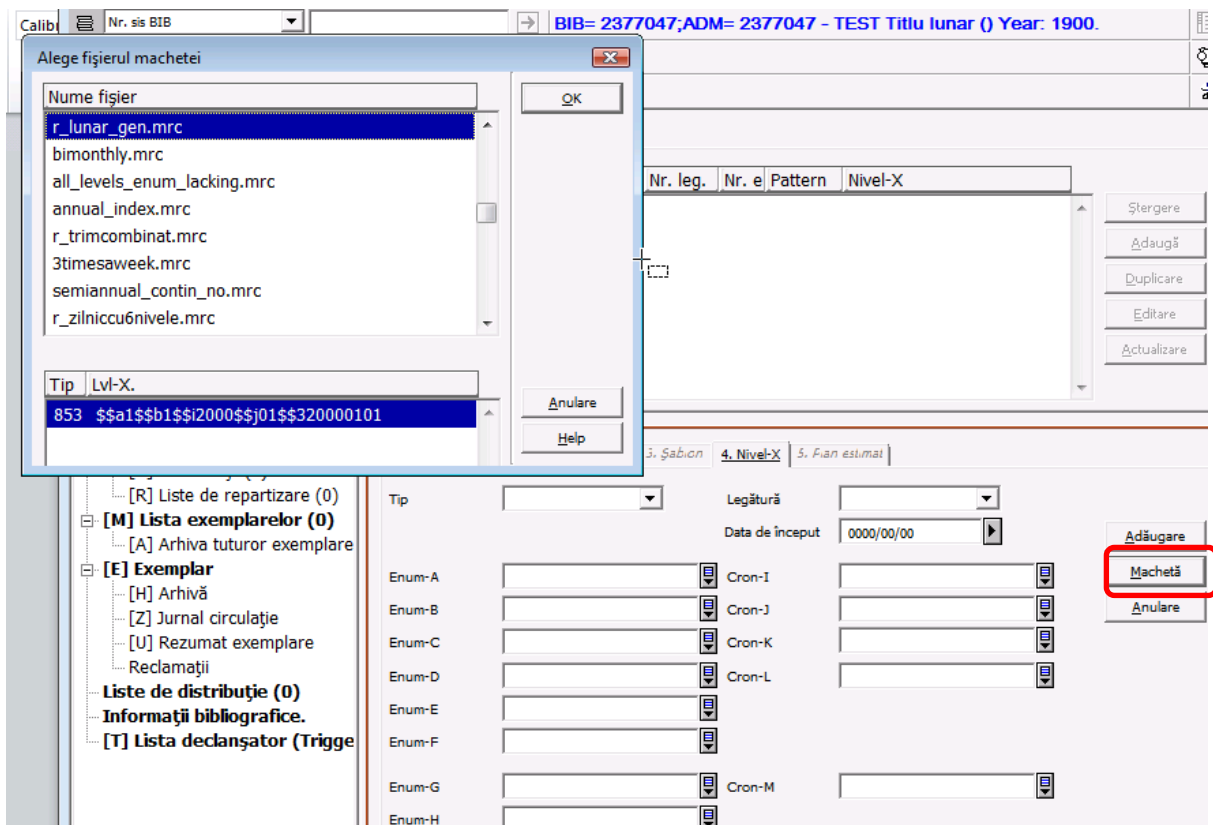 Nr. sis BIB
BIB= 2377047;ADM= 2377047 - TEST Titlu lunar () Year: 1900.
Alege fişierul machetei
Nume fişier
OK
r_lunar_gen.mrc
bimonthly.mrc
all_levels_enum_lacking.mrc
annual_index.mrc
r_trimcombinat.mrc
3timesaweek.mrc
semiannual_contin_no.mrc
r_zilniccu6nivele.mrc
Tip Lvl-X.
853 $$a1$$b1$$i2000$$j01$$320000101
Anulare
Help
Nr. leg. Nr. e Pattern Nivel-X
Ştergere
Adaugă
Duplicare
Editare
Actualizare
3. Şablon 4. Nivel-X 5. Plan estimat
[R] Liste de repartizare (0)
[M] Lista exemplarelor (0)
[A] Arhiva tuturor exemplare
[E] Exemplar
[H] Arhivă
[Z] Jurnal circulaţie
[U] Rezumat exemplare
Reclamaţii
Liste de distribuţie (0)
Informaţii bibliografice.
[T] Lista declanşator (Trigge
Tip Legătură
Data de început 0000/00/00
Enum-A Cron-I
Enum-B Cron-J
Enum-C Cron-K
Enum-D Cron-L
Enum-E
Enum-F
Enum-G Cron-M
Enum-H
Adăugare
Machetă
Anulare